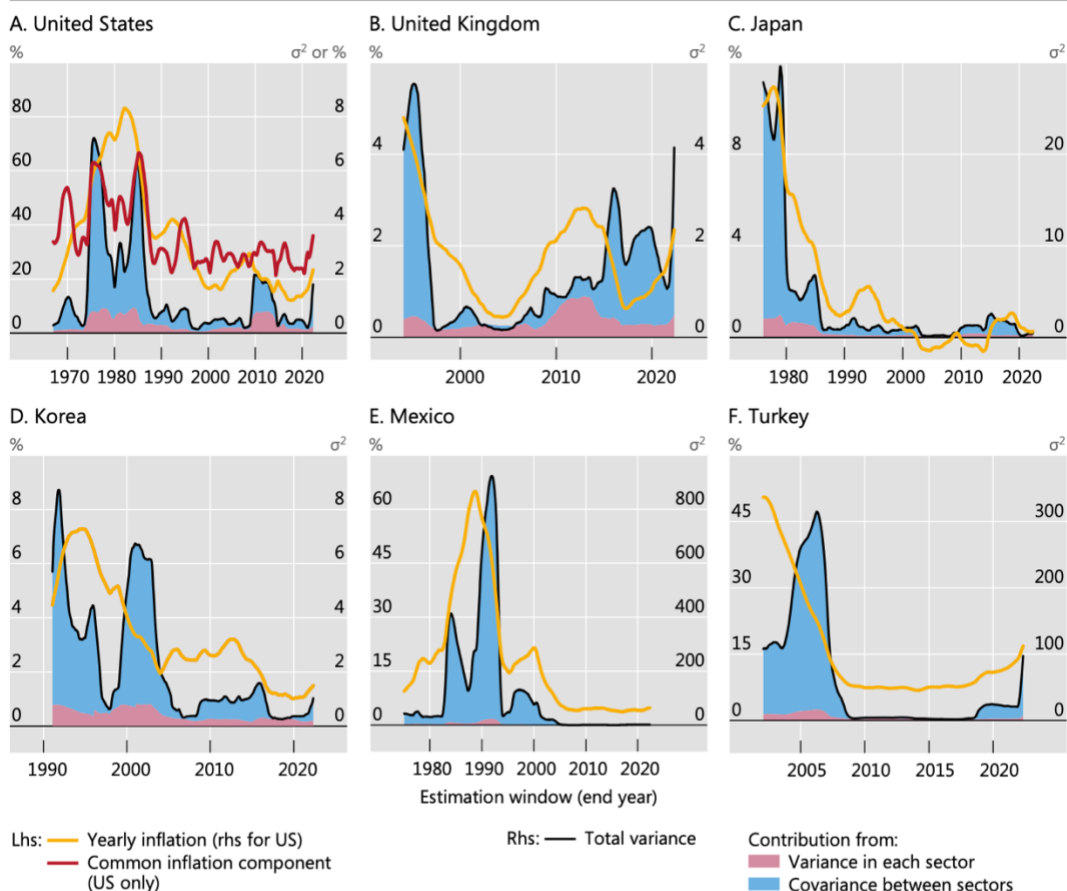 A. United States
% σ² or %
80 8
60 6
40 4
20 2
0 0
1970 1980 1990 2000 2010 2020
B. United Kingdom
% σ²
4 4
2 2
0 0
2000 2010 2020
C. Japan
% σ²
8 20
4 10
0 0
1980 1990 2000 2010 2020
D. Korea
% σ²
8 8
6 6
4 4
2 2
0 0
1990 2000 2010 2020
E. Mexico
% σ²
60 800
45 600
30 400
15 200
0 0
1980 1990 2000 2010 2020
F. Turkey
% σ²
45 300
30 200
15 100
0 0
2005 2010 2015 2020
Estimation window (end year)
Lhs: Yearly inflation (rhs for US)
Common inflation component
(US only)
Rhs: Total variance
Contribution from:
Variance in each sector
Covariance between sectors